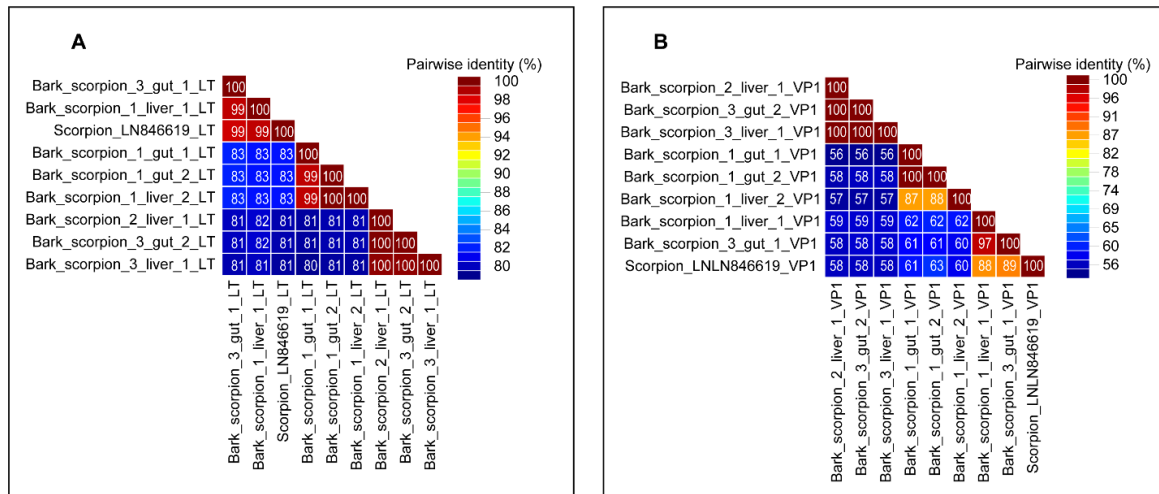 A
Pairwise identity (%)
Bark_scorpion_3_gut_1_LT 100
Bark_scorpion_1_liver_1_LT 99 100
Scorpion_LN846619_LT 99 99 100
Bark_scorpion_1_gut_1_LT 83 83 83 100
Bark_scorpion_1_gut_2_LT 83 83 83 99 100
Bark_scorpion_1_liver_2_LT 83 83 83 99 100 100
Bark_scorpion_2_liver_1_LT 81 82 81 81 81 81 100
Bark_scorpion_3_gut_2_LT 81 82 81 80 81 81 100 100
Bark_scorpion_3_liver_1_LT 81 81 81 80 81 81 100 100 100
100
98
96
94
92
90
88
86
84
82
80
Bark_scorpion_3_gut_1_LT
Bark_scorpion_1_liver_1_LT
Scorpion_LN846619_LT
Bark_scorpion_1_gut_1_LT
Bark_scorpion_1_gut_2_LT
Bark_scorpion_1_liver_2_LT
Bark_scorpion_2_liver_1_LT
Bark_scorpion_3_gut_2_LT
Bark_scorpion_3_liver_1_LT
B
Pairwise identity (%)
Bark_scorpion_2_liver_1_VP1 100
Bark_scorpion_3_gut_2_VP1 100 100
Bark_scorpion_3_liver_1_VP1 100 100 100
Bark_scorpion_1_gut_1_VP1 56 56 56 100
Bark_scorpion_1_gut_2_VP1 58 58 58 100 100
Bark_scorpion_1_liver_2_VP1 57 57 57 87 88 100
Bark_scorpion_1_liver_1_VP1 59 59 59 62 62 62 100
Bark_scorpion_3_gut_1_VP1 58 58 58 61 61 60 97 100
Scorpion_LNLN846619_VP1 58 58 58 61 63 60 88 89 100
100
96
91
87
82
78
74
69
65
60
56
Bark_scorpion_2_liver_1_VP1
Bark_scorpion_3_gut_2_VP1
Bark_scorpion_3_liver_1_VP1
Bark_scorpion_1_gut_1_VP1
Bark_scorpion_1_gut_2_VP1
Bark_scorpion_1_liver_2_VP1
Bark_scorpion_1_liver_1_VP1
Bark_scorpion_3_gut_1_VP1
Scorpion_LNLN846619_VP1